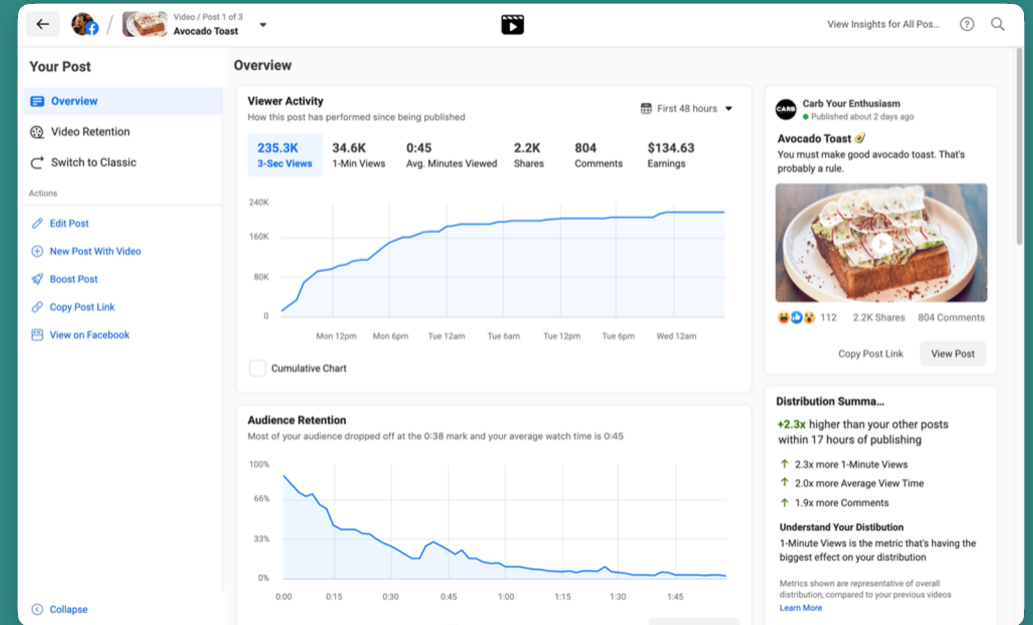 Video / Post 1 of 3
Avocado Toast
View Insights for All Pos...
?
Your Post
Overview
Video Retention
Switch to Classic
Actions
Edit Post
New Post With Video
Boost Post
Copy Post Link
View on Facebook
Collapse
Overview
Viewer Activity
How this post has performed since being published
First 48 hours
235.3K
3-Sec Views
34.6K
1-Min Views
0:45
Avg. Minutes Viewed
2.2K
Shares
804
Comments
$134.63
Earnings
240K
160K
80K
0
Mon 12pm Mon 6pm Tue 12am Tue 6am Tue 12pm Tue 6pm Wed 12am
Cumulative Chart
Audience Retention
Most of your audience dropped off at the 0:38 mark and your average watch time is 0:45
100%
66%
33%
0%
0:00 0:15 0:30 0:45 1:00 1:15 1:30 1:45
CARB
Carb Your Enthusiasm
Published about 2 days ago
Avocado Toast 🥑
You must make good avocado toast. That's
probably a rule.
112 2.2K Shares 804 Comments
Copy Post Link View Post
Distribution Summa...
+2.3x higher than your other posts
within 17 hours of publishing
2.3x more 1-Minute Views
2.0x more Average View Time
1.9x more Comments
Understand Your Distibution
1-Minute Views is the metric that's having the
biggest effect on your distribution
Metrics shown are representative of overall
distribution, compared to your previous videos
Learn More